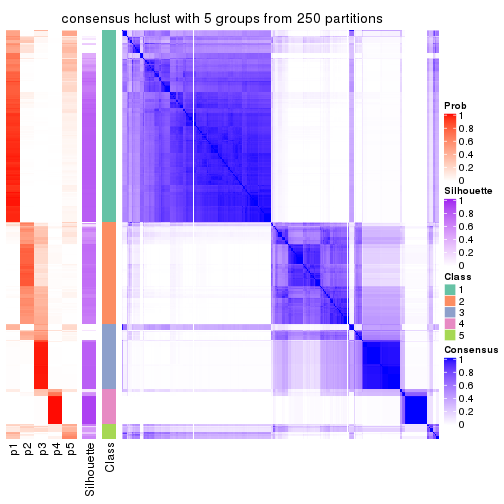 consensus hclust with 5 groups from 250 partitions
Prob
1
0.8
0.6
0.4
0.2
0
Silhouette
1
0.8
0.6
0.4
0.2
0
Class
1
2
3
4
5
Consensus
1
0.8
0.6
0.4
0.2
0
p1
p2
p3
p4
p5
Silhouette
Class